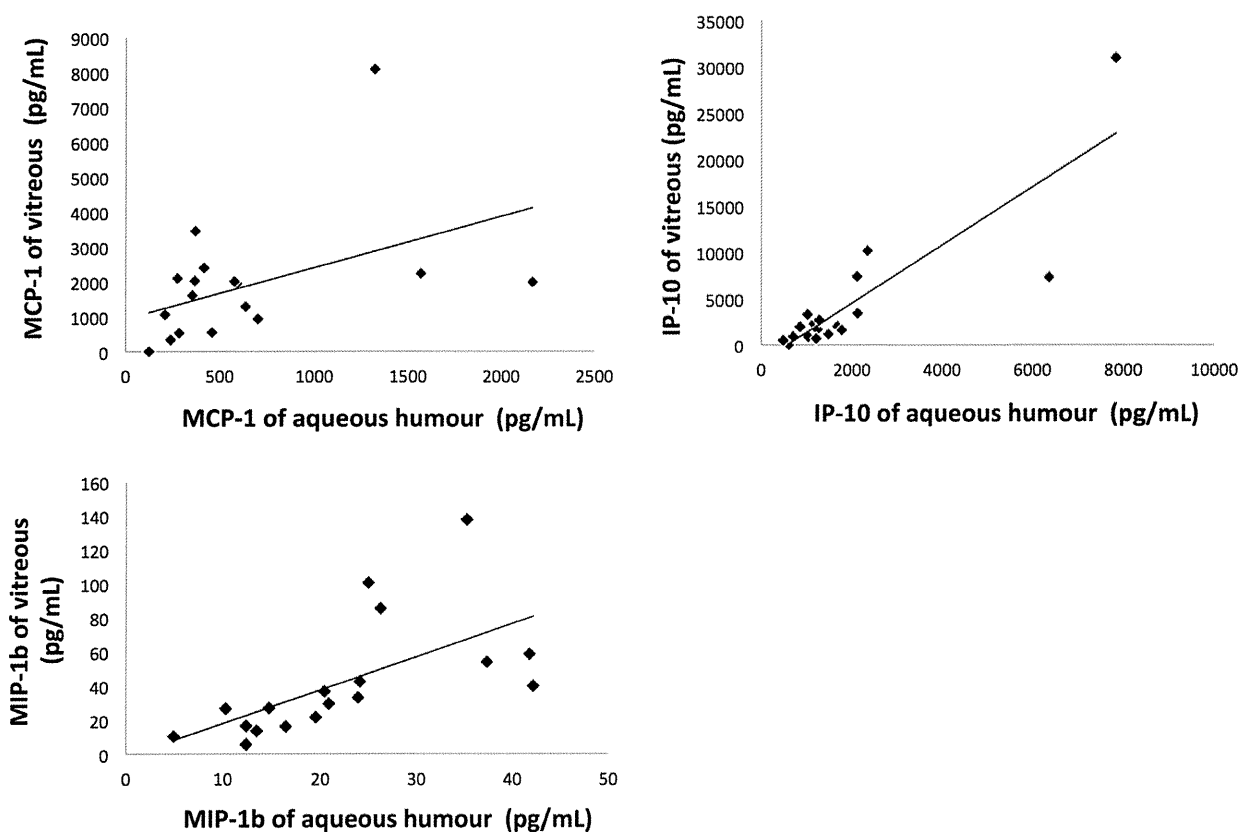 MCP-1 of vitreous (pg/mL)
9000
8000
7000
6000
5000
4000
3000
2000
1000
0
0 500 1000 1500 2000 2500
MCP-1 of aqueous humour (pg/mL)
IP-10 of vitreous (pg/mL)
35000
30000
25000
20000
15000
10000
5000
0
0 2000 4000 6000 8000 10000
IP-10 of aqueous humour (pg/mL)
MIP-1b of vitreous
(pg/mL)
160
140
120
100
80
60
40
20
0
0 10 20 30 40 50
MIP-1b of aqueous humour (pg/mL)